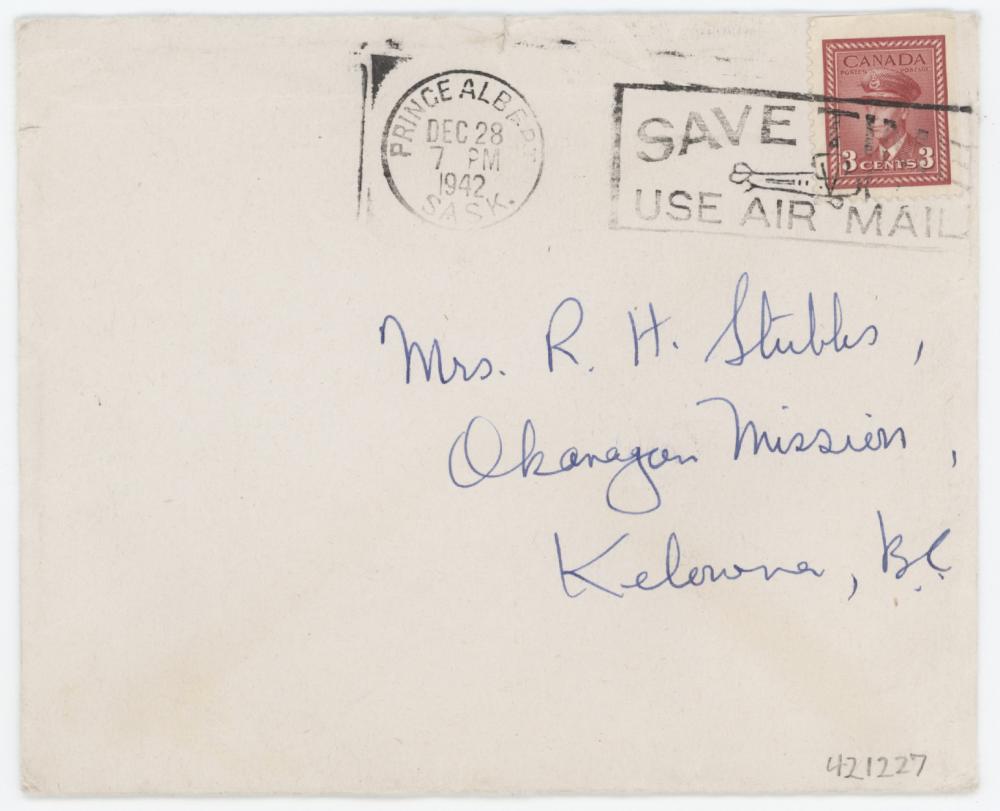 PRINCE ALBERT
DEC 28
7 PM
1942
SASK.
SAVE
USE AIR MAIL
CANADA
POSTES POSTAGE
3 CENTS 3
Mrs. R. H. Stubbs,
Okanagan Mission,
Kelowna, B.C.
421227